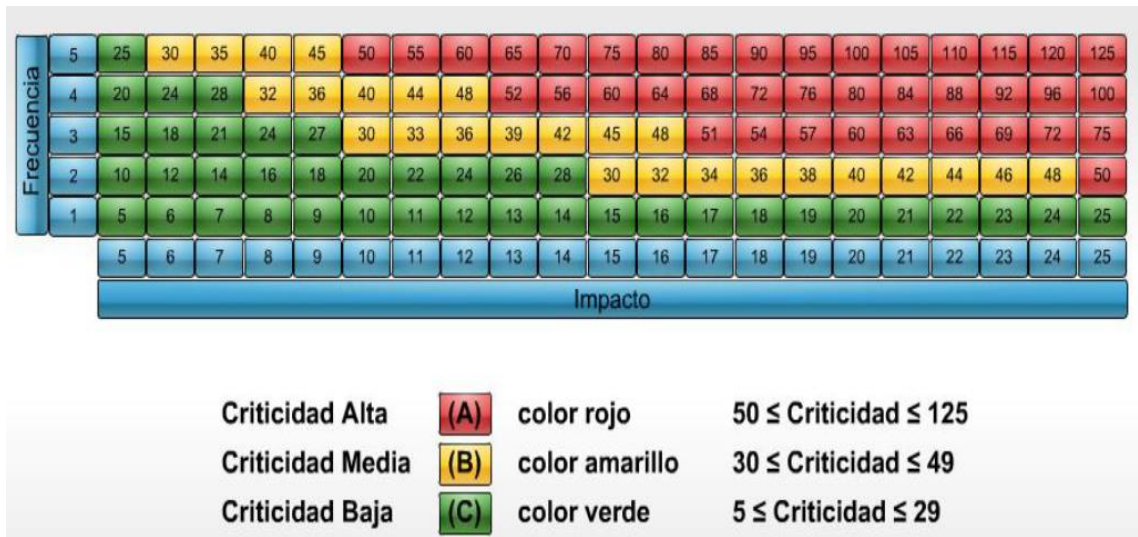 Frecuencia
5 25 30 35 40 45 50 55 60 65 70 75 80 85 90 95 100 105 110 115 120 125
4 20 24 28 32 36 40 44 48 52 56 60 64 68 72 76 80 84 88 92 96 100
3 15 18 21 24 27 30 33 36 39 42 45 48 51 54 57 60 63 66 69 72 75
2 10 12 14 16 18 20 22 24 26 28 30 32 34 36 38 40 42 44 46 48 50
1 5 6 7 8 9 10 11 12 13 14 15 16 17 18 19 20 21 22 23 24 25
5 6 7 8 9 10 11 12 13 14 15 16 17 18 19 20 21 22 23 24 25
Impacto
Criticidad Alta (A) color rojo 50 ≤ Criticidad ≤ 125
Criticidad Media (B) color amarillo 30 ≤ Criticidad ≤ 49
Criticidad Baja (C) color verde 5 ≤ Criticidad ≤ 29